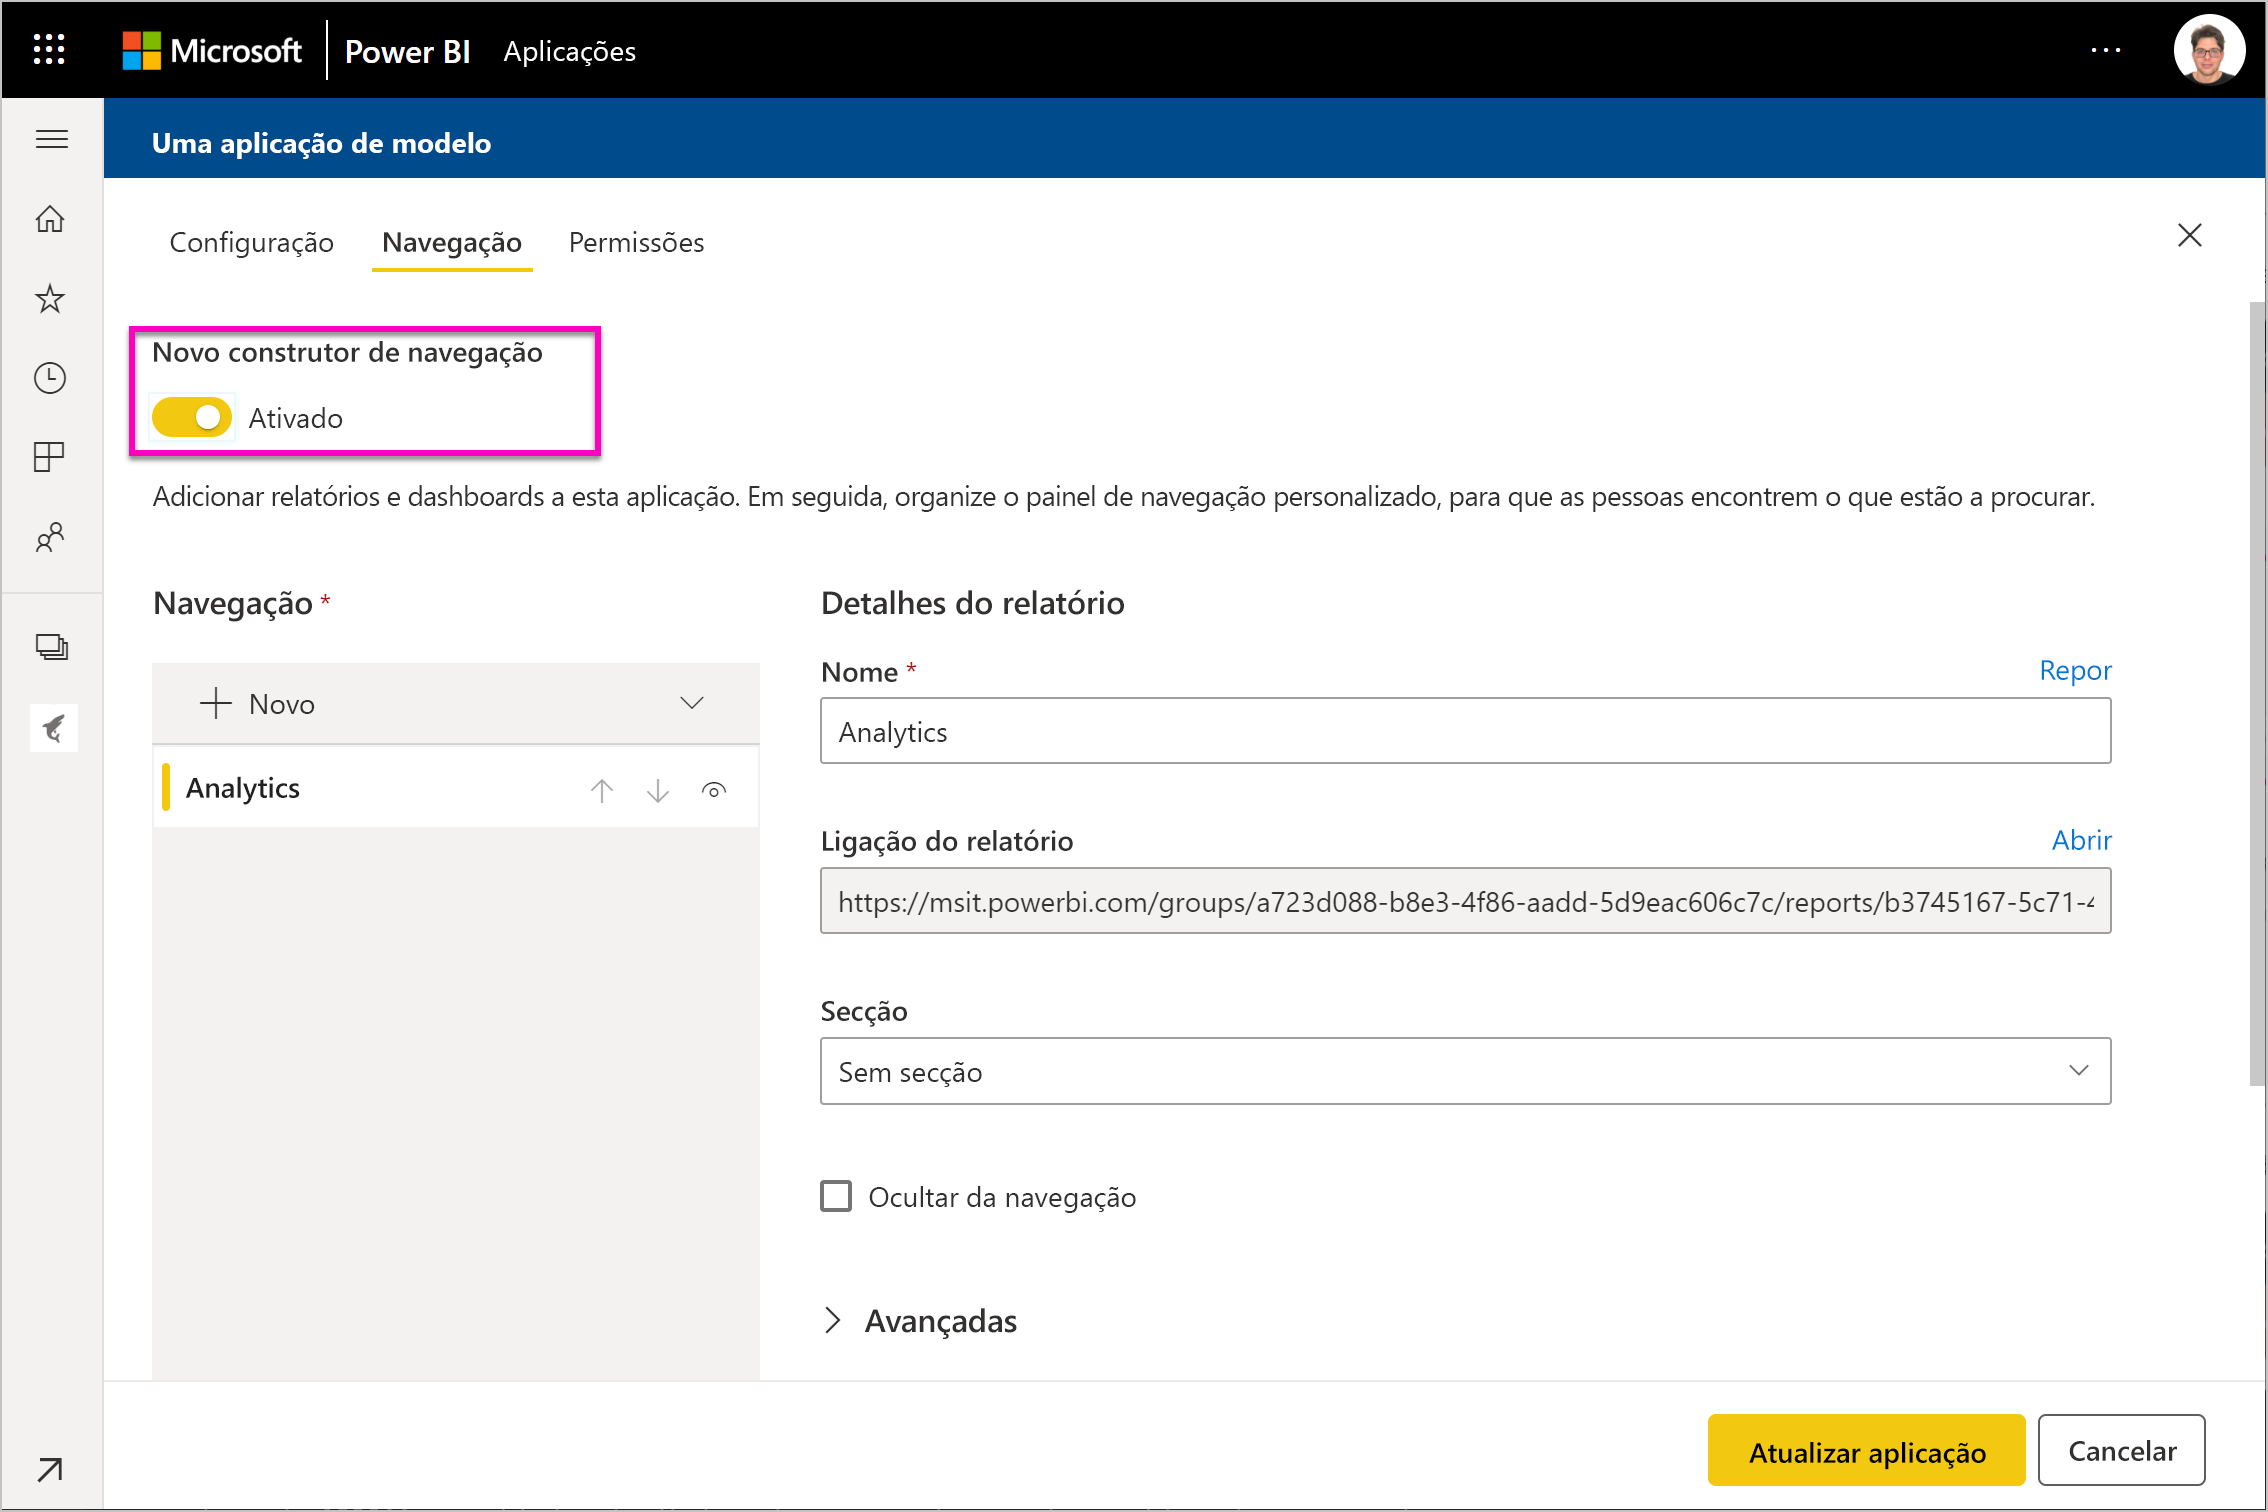 Microsoft Power BI Aplicações
Uma aplicação de modelo
Configuração Navegação Permissões
Novo construtor de navegação
Ativado
Adicionar relatórios e dashboards a esta aplicação. Em seguida, organize o painel de navegação personalizado, para que as pessoas encontrem o que estão a procurar.
Navegação *
Novo
Analytics
Detalhes do relatório
Nome * Repor
Analytics
Ligação do relatório Abrir
https://msit.powerbi.com/groups/a723d088-b8e3-4f86-aadd-5d9eac606c7c/reports/b3745167-5c71-4
Secção
Sem secção
Ocultar da navegação
Avançadas
Atualizar aplicação Cancelar